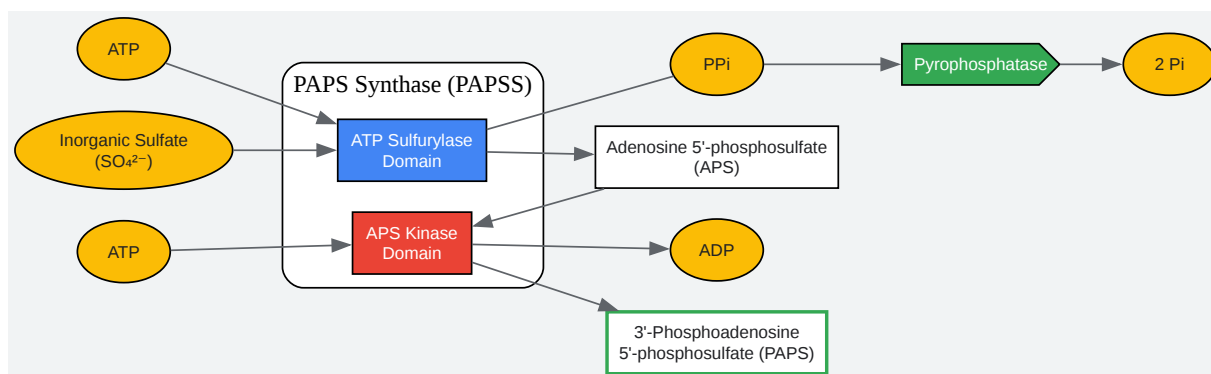 ATP
PPi
Pyrophosphatase
2 Pi
PAPS Synthase (PAPSS)
Inorganic Sulfate
(SO₄²⁻)
ATP Sulfurylase
Domain
Adenosine 5'-phosphosulfate
(APS)
ATP
APS Kinase
Domain
ADP
3'-Phosphoadenosine
5'-phosphosulfate (PAPS)